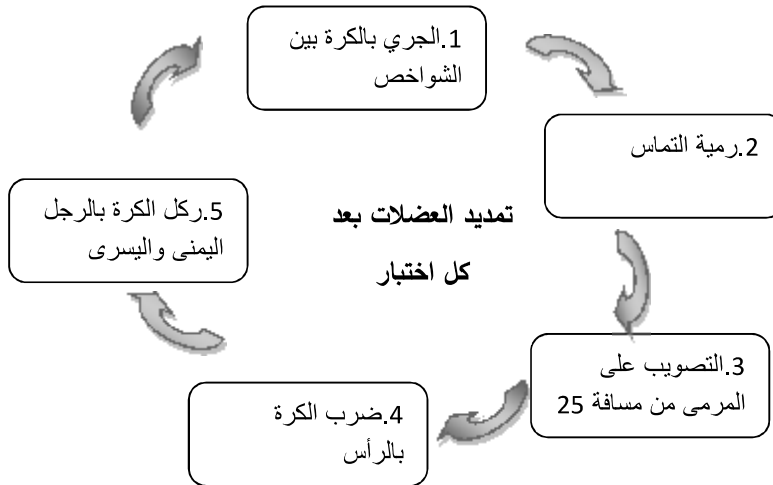 1.الجري بالكرة بين
الشواخص
2.رمية التماس
3.التصويب على
المرمى من مسافة 25
4.ضرب الكرة
بالرأس
5.ركل الكرة بالرجل
اليمنى واليسرى
تمديد العضلات بعد
كل اختبار